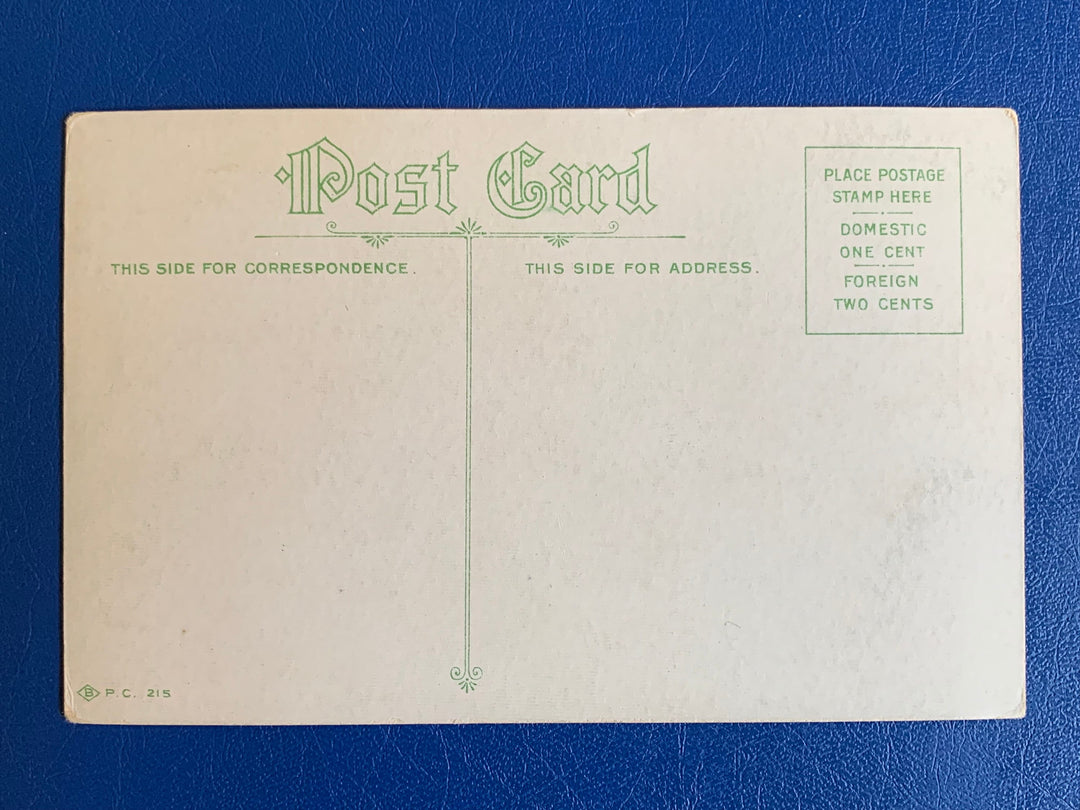 Post Card
THIS SIDE FOR CORRESPONDENCE.
THIS SIDE FOR ADDRESS.
PLACE POSTAGE
STAMP HERE
DOMESTIC
ONE CENT
FOREIGN
TWO CENTS
B P.C. 215